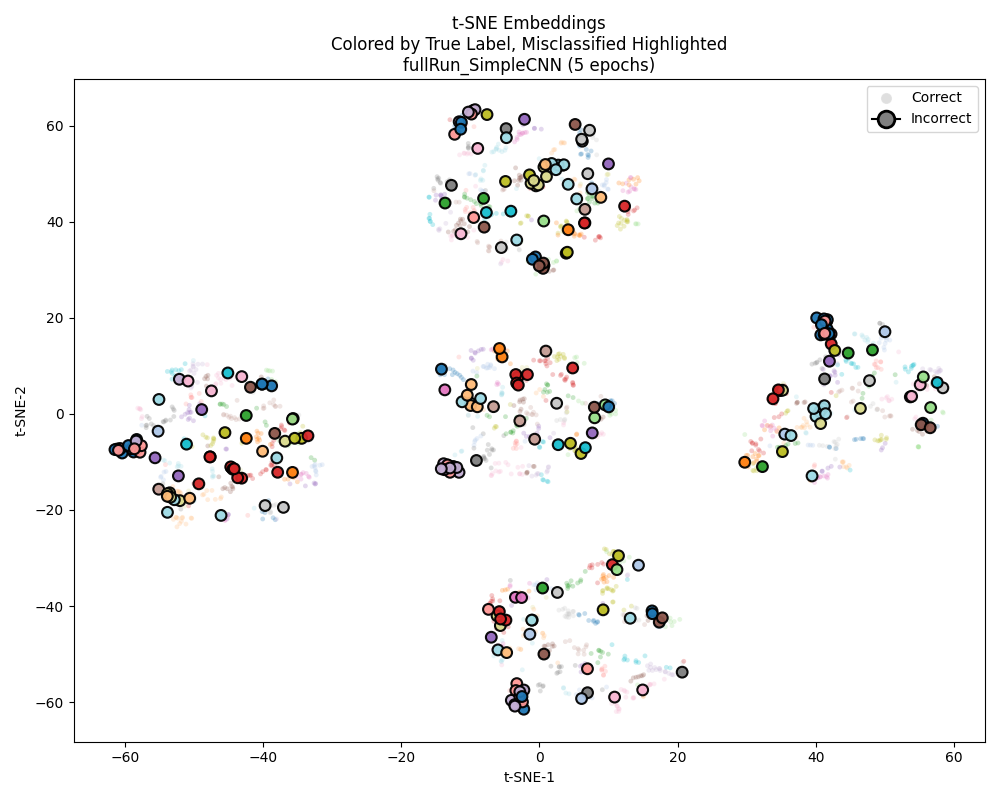 t-SNE Embeddings
Colored by True Label, Misclassified Highlighted
fullRun_SimpleCNN (5 epochs)
Correct
Incorrect
60
40
20
0
−20
−40
−60
t-SNE-2
−60
−40
−20
0
20
40
60
t-SNE-1